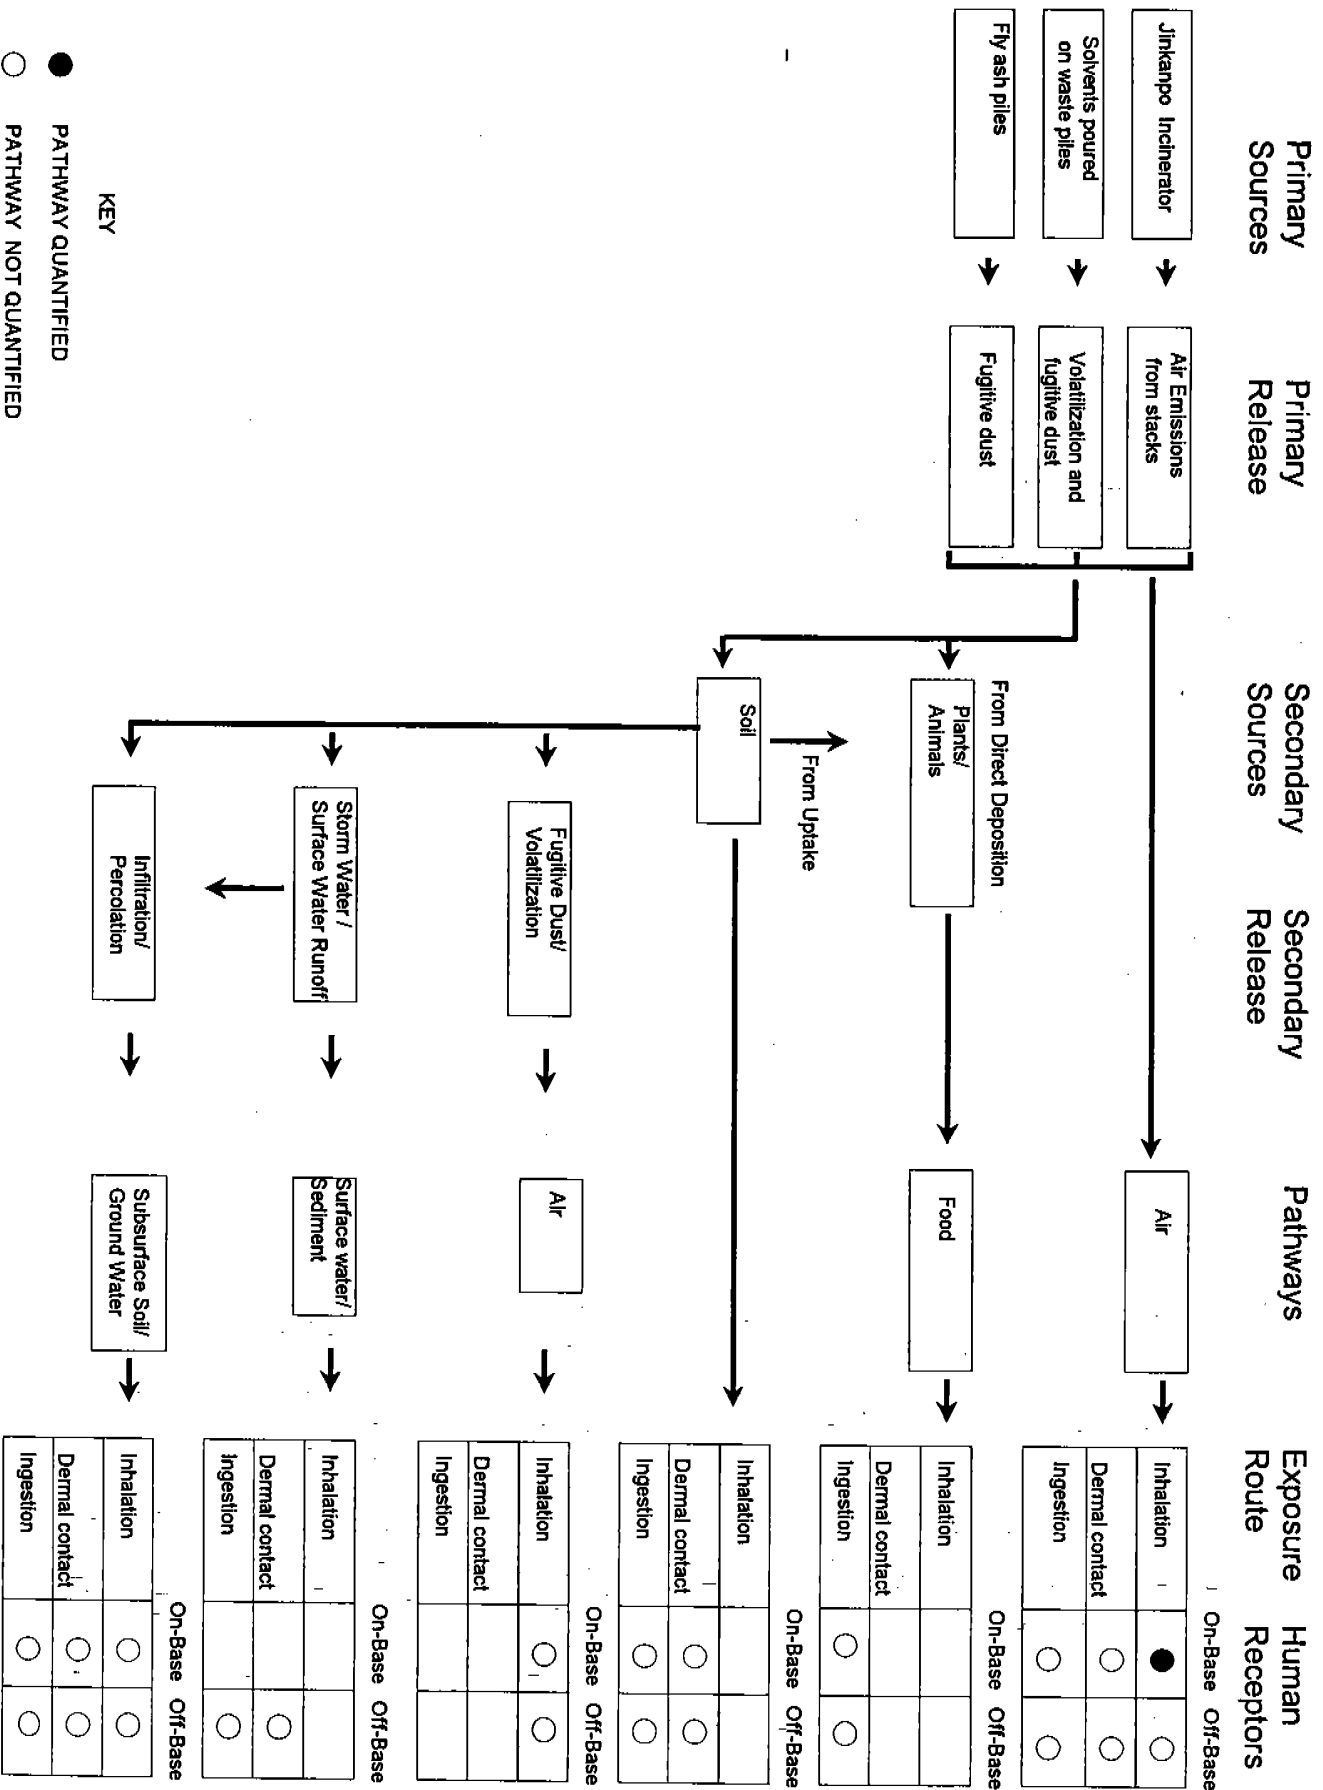 Primary
Sources
Primary
Release
Secondary
Sources
Secondary
Release
Pathways
Exposure
Route
Human
Receptors
Jinkanpo Incinerator
Solvents poured
on waste piles
Fly ash piles
Air Emissions
from stacks
Volatilization and
fugitive dust
Fugitive dust
From Direct Deposition
Plants/
Animals
From Uptake
Soil
Fugitive Dust/
Volatilization
Storm Water /
Surface Water Runoff
Infiltration/
Percolation
Air
Food
Air
Surface water/
Sediment
Subsurface Soil/
Ground Water
On-Base Off-Base
Inhalation
Dermal contact
Ingestion
On-Base Off-Base
Inhalation
Dermal contact
Ingestion
On-Base Off-Base
Inhalation
Dermal contact
Ingestion
On-Base Off-Base
Inhalation
Dermal contact
Ingestion
On-Base Off-Base
Inhalation
Dermal contact
Ingestion
On-Base Off-Base
Inhalation
Dermal contact
Ingestion
KEY
PATHWAY QUANTIFIED
PATHWAY NOT QUANTIFIED